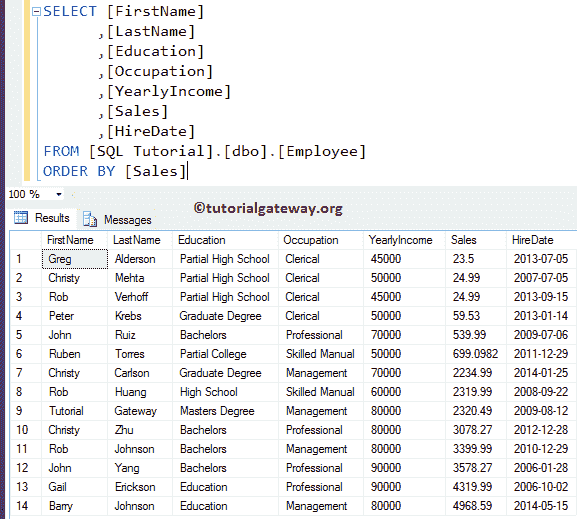 SELECT [FirstName]
,[LastName]
,[Education]
,[Occupation]
,[YearlyIncome]
,[Sales]
,[HireDate]
FROM [SQL Tutorial].[dbo].[Employee]
ORDER BY [Sales]
100 %
©tutorialgateway.org
Results Messages
FirstName LastName Education Occupation YearlyIncome Sales HireDate
1 Greg Alderson Partial High School Clerical 45000 23.5 2013-07-05
2 Christy Mehta Partial High School Clerical 50000 24.99 2007-07-05
3 Rob Verhoff Partial High School Clerical 45000 24.99 2013-09-15
4 Peter Krebs Graduate Degree Clerical 50000 59.53 2013-01-14
5 John Ruiz Bachelors Professional 70000 539.99 2009-07-06
6 Ruben Torres Partial College Skilled Manual 50000 699.0982 2011-12-29
7 Christy Carlson Graduate Degree Management 70000 2234.99 2014-01-25
8 Rob Huang High School Skilled Manual 60000 2319.99 2008-09-22
9 Tutorial Gateway Masters Degree Management 80000 2320.49 2009-08-12
10 Christy Zhu Bachelors Professional 80000 3078.27 2012-12-28
11 Rob Johnson Bachelors Management 80000 3399.99 2010-12-29
12 John Yang Bachelors Professional 90000 3578.27 2006-01-28
13 Gail Erickson Education Professional 90000 4319.99 2006-10-02
14 Barry Johnson Education Management 80000 4968.59 2014-05-15